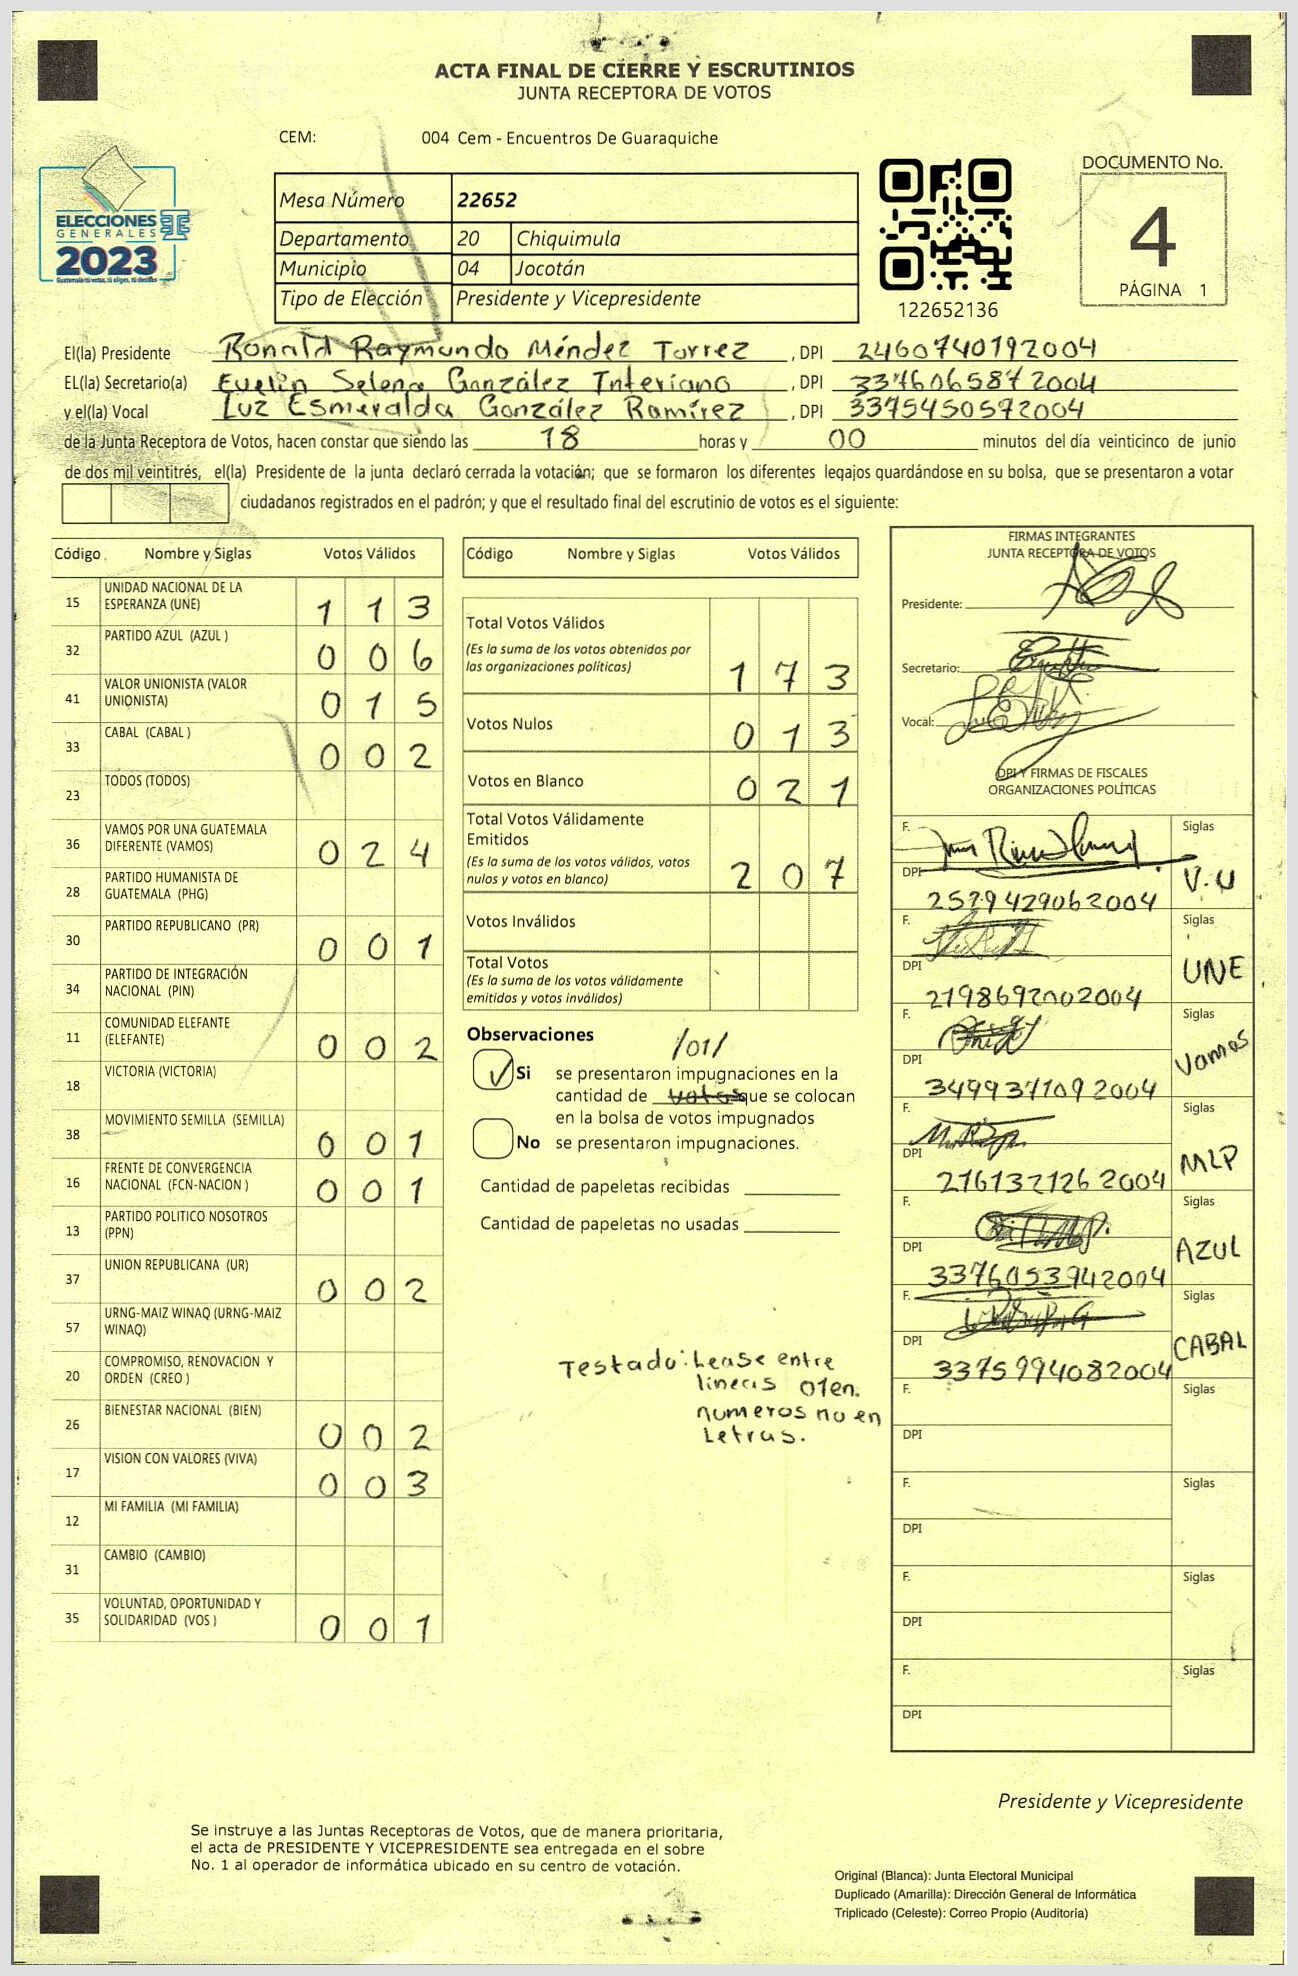 ACTA FINAL DE CIERRE Y ESCRUTINIOS
JUNTA RECEPTORA DE VOTOS
CEM: 004 Cem - Encuentros De Guaraquiche
ELECCIONES
GENERALES
2023
Mesa Número 22652
Departamento 20 Chiquimula
Municipio 04 Jocotán
Tipo de Elección Presidente y Vicepresidente
122652136
DOCUMENTO No.
4
PÁGINA 1
El(la) Presidente Ronald Raymundo Méndez Torrez , DPI 2460740192004
EL(la) Secretario(a) Evelin Selena González Interiano , DPI 3376065872004
y el(la) Vocal Luz Esmeralda González Ramírez , DPI 3375450592004
de la Junta Receptora de Votos, hacen constar que siendo las 18 horas y 00 minutos del día veinticinco de junio
de dos mil veintitrés, el(la) Presidente de la junta declaró cerrada la votación; que se formaron los diferentes legajos guardándose en su bolsa, que se presentaron a votar
ciudadanos registrados en el padrón; y que el resultado final del escrutinio de votos es el siguiente:
Código Nombre y Siglas Votos Válidos
15 UNIDAD NACIONAL DE LA
ESPERANZA (UNE) 1 1 3
32 PARTIDO AZUL (AZUL ) 0 0 6
41 VALOR UNIONISTA (VALOR
UNIONISTA) 0 1 5
33 CABAL (CABAL ) 0 0 2
23 TODOS (TODOS)
36 VAMOS POR UNA GUATEMALA
DIFERENTE (VAMOS) 0 2 4
28 PARTIDO HUMANISTA DE
GUATEMALA (PHG)
30 PARTIDO REPUBLICANO (PR) 0 0 1
34 PARTIDO DE INTEGRACIÓN
NACIONAL (PIN)
11 COMUNIDAD ELEFANTE
(ELEFANTE) 0 0 2
18 VICTORIA (VICTORIA)
38 MOVIMIENTO SEMILLA (SEMILLA) 0 0 1
16 FRENTE DE CONVERGENCIA
NACIONAL (FCN-NACION ) 0 0 1
13 PARTIDO POLITICO NOSOTROS
(PPN)
37 UNION REPUBLICANA (UR) 0 0 2
57 URNG-MAIZ WINAQ (URNG-MAIZ
WINAQ)
20 COMPROMISO, RENOVACION Y
ORDEN (CREO )
26 BIENESTAR NACIONAL (BIEN) 0 0 2
17 VISION CON VALORES (VIVA) 0 0 3
12 MI FAMILIA (MI FAMILIA)
31 CAMBIO (CAMBIO)
35 VOLUNTAD, OPORTUNIDAD Y
SOLIDARIDAD (VOS ) 0 0 1
Código Nombre y Siglas Votos Válidos
Total Votos Válidos
(Es la suma de los votos obtenidos por
las organizaciones políticas) 1 7 3
Votos Nulos 0 1 3
Votos en Blanco 0 2 1
Total Votos Válidamente
Emitidos
(Es la suma de los votos válidos, votos
nulos y votos en blanco) 2 0 7
Votos Inválidos
Total Votos
(Es la suma de los votos válidamente
emitidos y votos inválidos)
Observaciones
/01/
Si se presentaron impugnaciones en la
cantidad de votos que se colocan
en la bolsa de votos impugnados
No se presentaron impugnaciones.
Cantidad de papeletas recibidas
Cantidad de papeletas no usadas
Testado: Lease entre
lineas 01 en.
numeros no en
Letras.
FIRMAS INTEGRANTES
JUNTA RECEPTORA DE VOTOS
Presidente:
Secretario:
Vocal:
DPI Y FIRMAS DE FISCALES
ORGANIZACIONES POLÍTICAS
F. Siglas
DPI 2529429062004 V.U
F. Siglas
DPI 2198692002004 UNE
F. Siglas
DPI 3499371092004 Vamos
F. Siglas
DPI 2161321262004 MLP
F. Siglas
DPI 3376053942004 AZUL
F. Siglas
DPI 3375994082004 CABAL
F. Siglas
DPI
F. Siglas
DPI
F. Siglas
DPI
F. Siglas
DPI
Presidente y Vicepresidente
Se instruye a las Juntas Receptoras de Votos, que de manera prioritaria,
el acta de PRESIDENTE Y VICEPRESIDENTE sea entregada en el sobre
No. 1 al operador de informática ubicado en su centro de votación.
Original (Blanca): Junta Electoral Municipal
Duplicado (Amarilla): Dirección General de Informática
Triplicado (Celeste): Correo Propio (Auditoria)